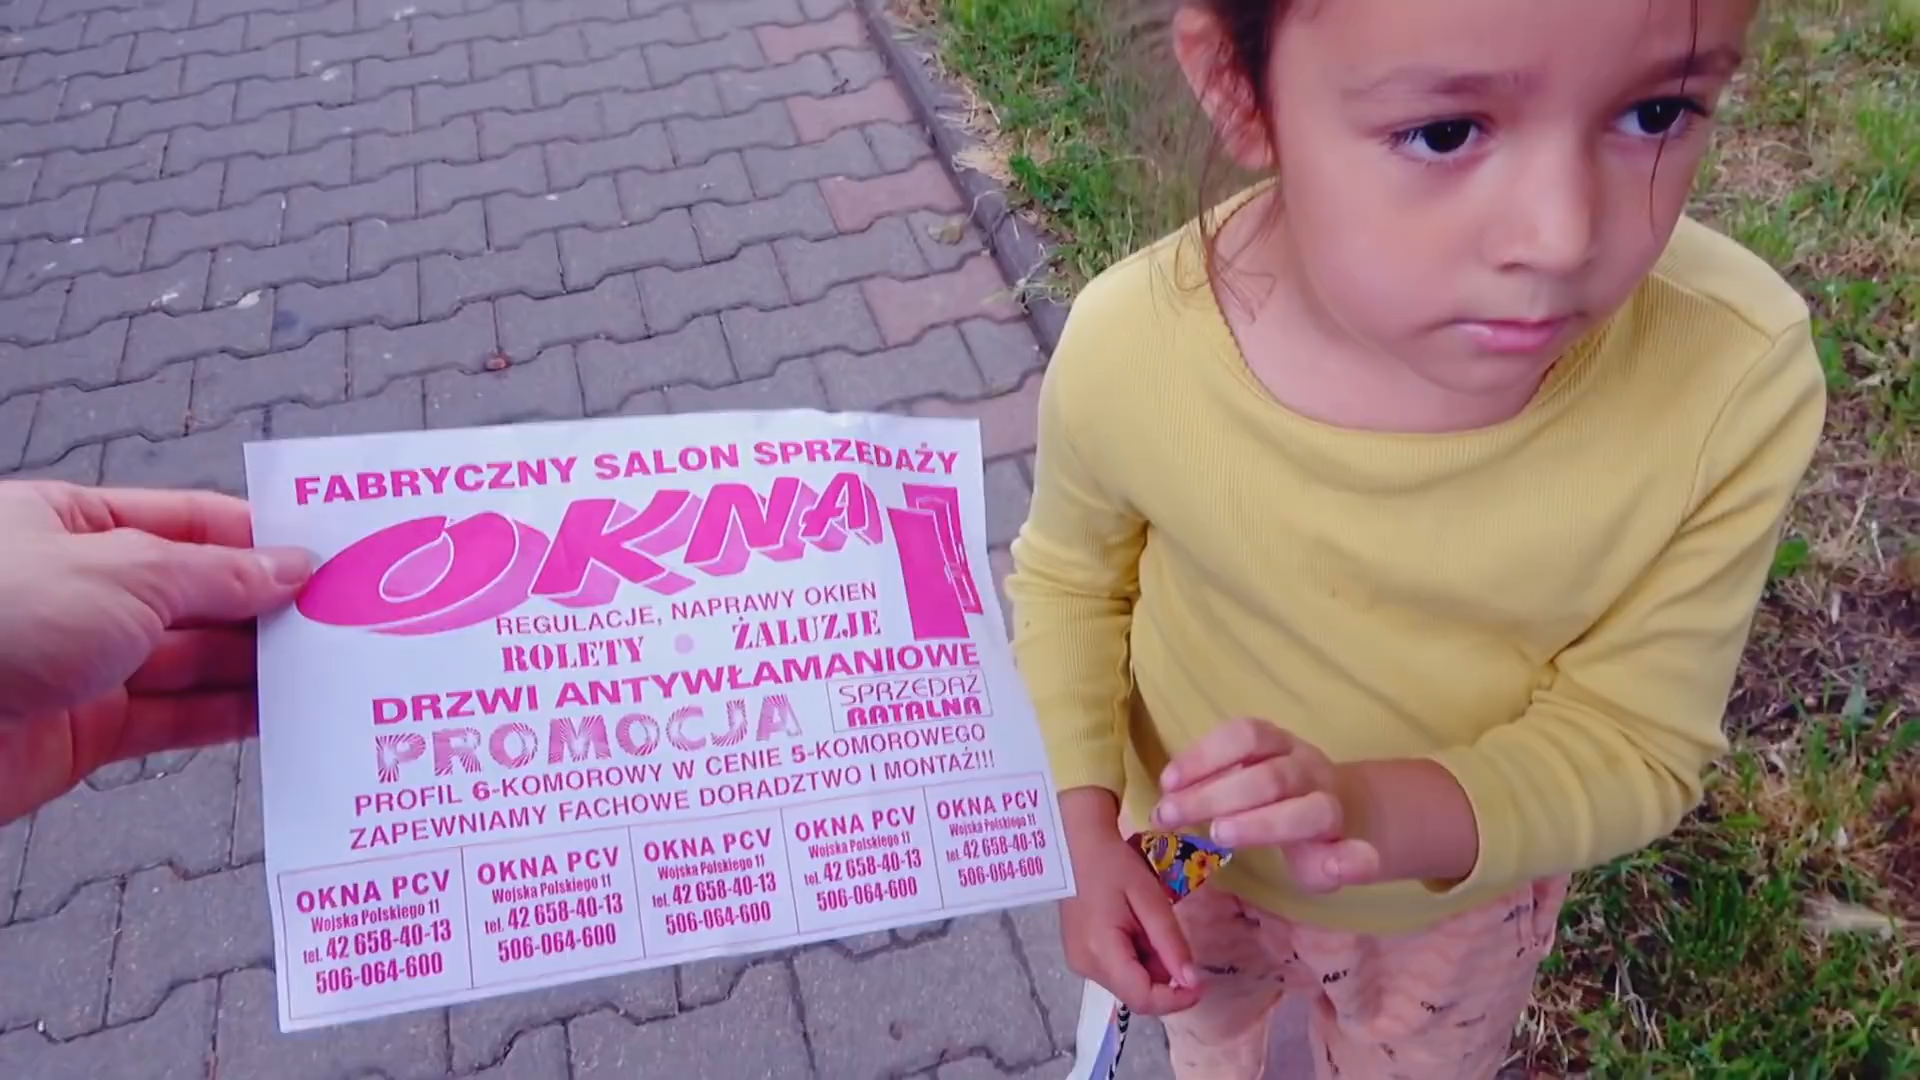 FABRYCZNY SALON SPRZEDAŻY
OKNA
REGULACJE, NAPRAWY OKIEN
ROLETY • ŻALUZJE
DRZWI ANTYWŁAMANIOWE
PROMOCJA
SPRZEDAŻ
RATALNA
PROFIL 6-KOMOROWY W CENIE 5-KOMOROWEGO
ZAPEWNIAMY FACHOWE DORADZTWO I MONTAŻ!!!
OKNA PCV
Wojska Polskiego 11
tel. 42 658-40-13
506-064-600
OKNA PCV
Wojska Polskiego 11
tel. 42 658-40-13
506-064-600
OKNA PCV
Wojska Polskiego 11
tel. 42 658-40-13
506-064-600
OKNA PCV
Wojska Polskiego 11
tel. 42 658-40-13
506-064-600
OKNA PCV
Wojska Polskiego 11
tel. 42 658-40-13
506-064-600
ART